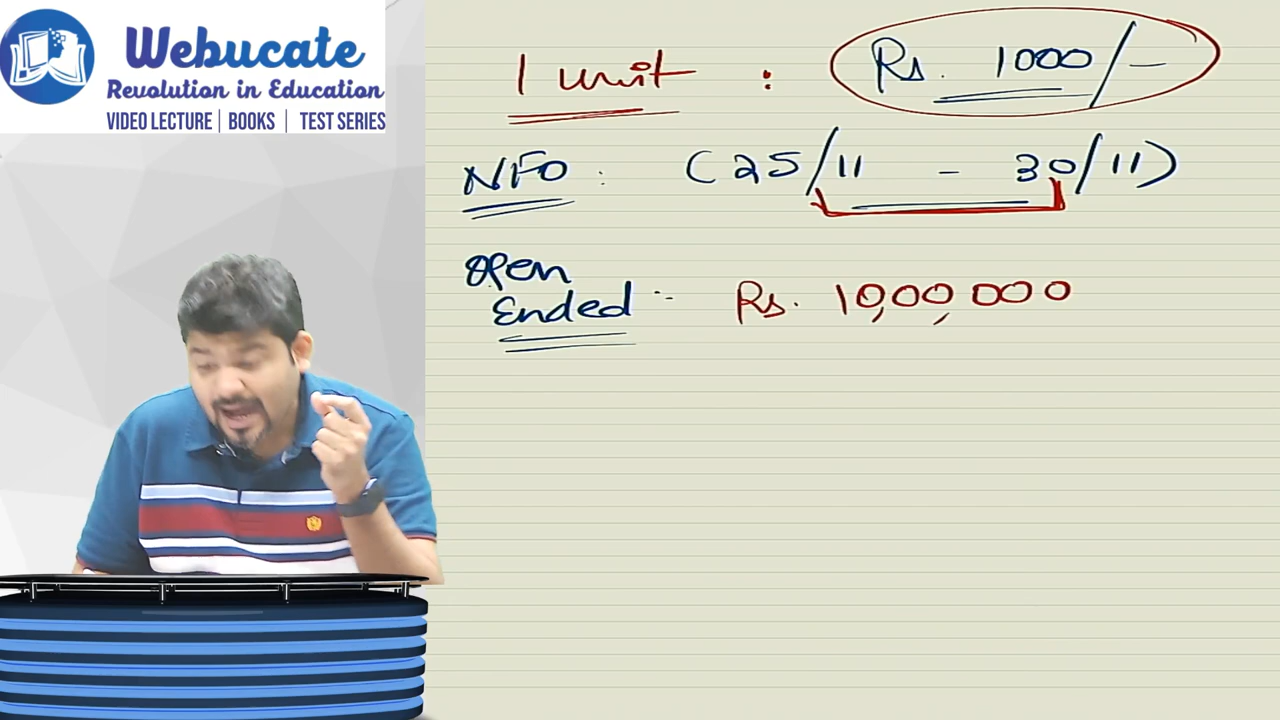 Webucate
Revolution in Education
VIDEO LECTURE | BOOKS | TEST SERIES
1 unit : Rs. 1000/-
NFO : (25/11 - 30/11)
Open
Ended :- Rs. 10,00,000